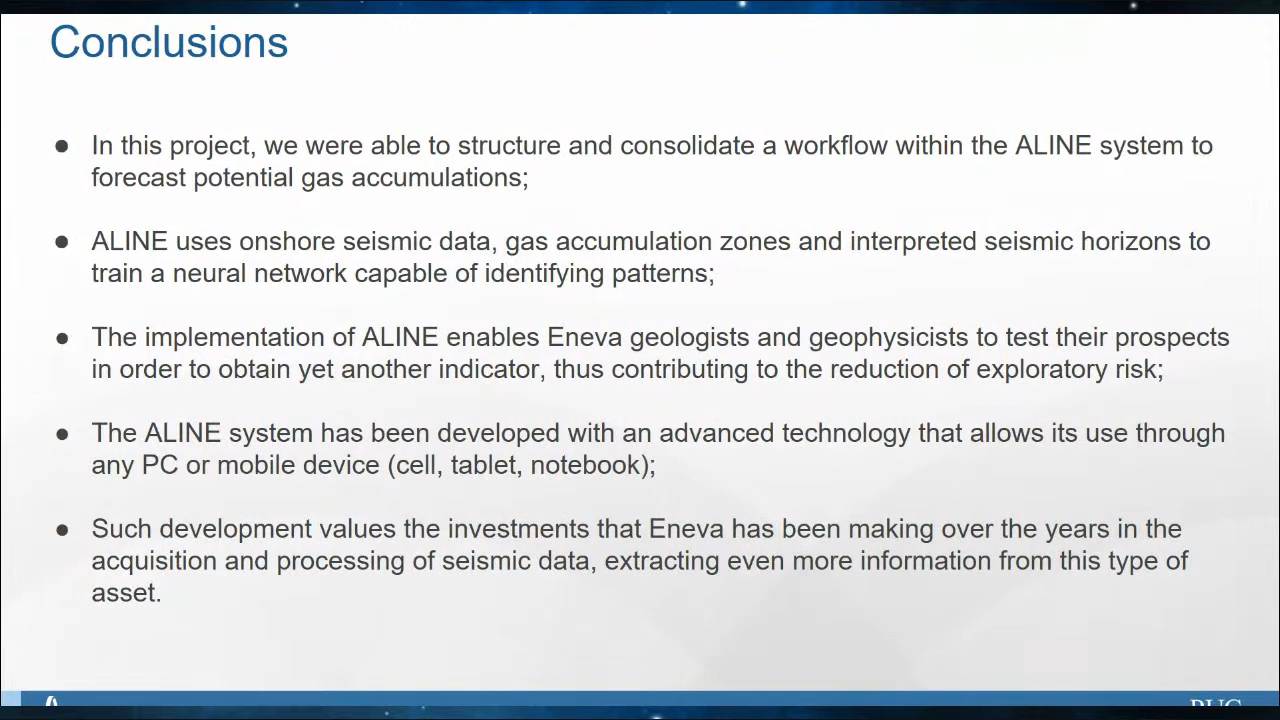 Conclusions
● In this project, we were able to structure and consolidate a workflow within the ALINE system to
forecast potential gas accumulations;
● ALINE uses onshore seismic data, gas accumulation zones and interpreted seismic horizons to
train a neural network capable of identifying patterns;
● The implementation of ALINE enables Eneva geologists and geophysicists to test their prospects
in order to obtain yet another indicator, thus contributing to the reduction of exploratory risk;
● The ALINE system has been developed with an advanced technology that allows its use through
any PC or mobile device (cell, tablet, notebook);
● Such development values the investments that Eneva has been making over the years in the
acquisition and processing of seismic data, extracting even more information from this type of
asset.